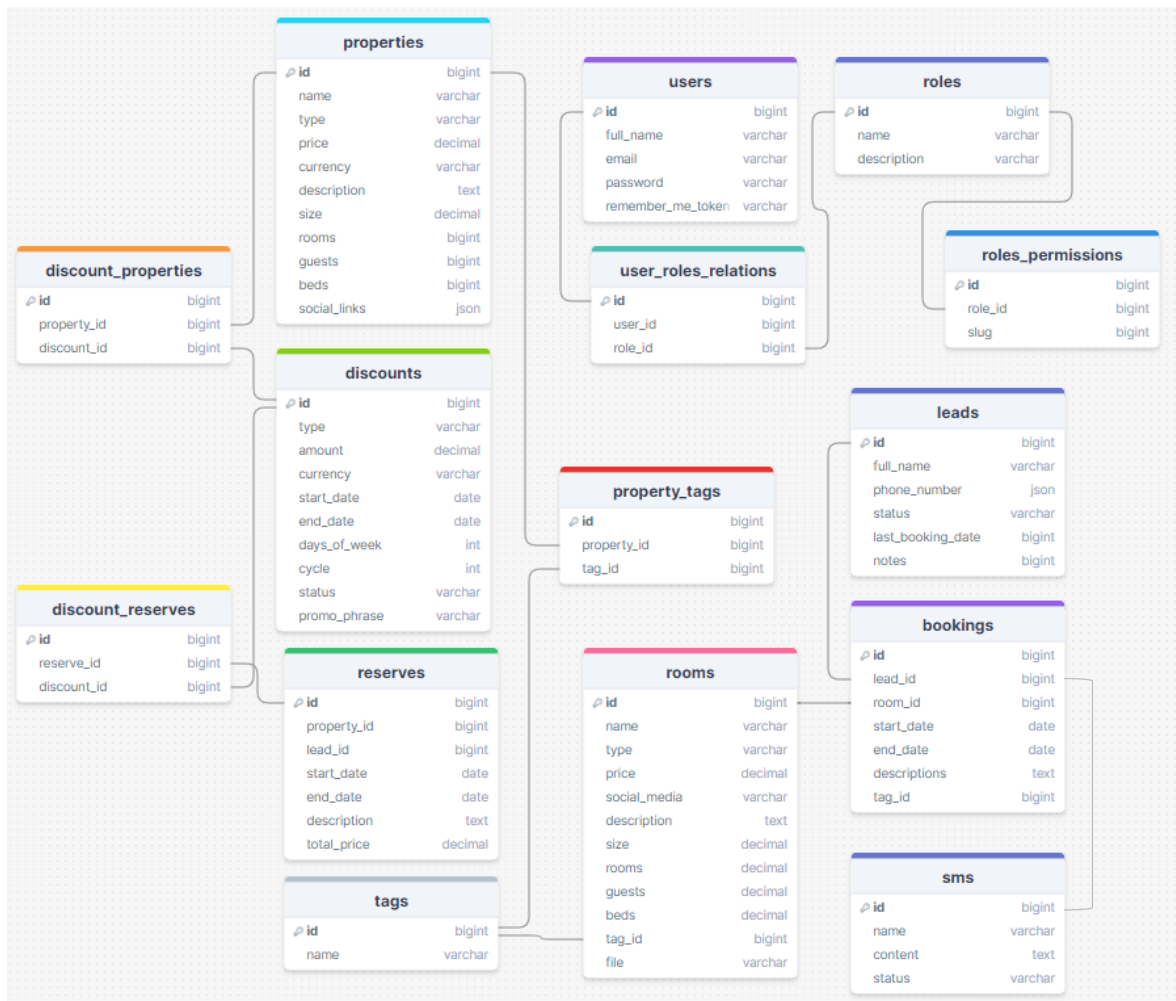 properties
id bigint
name varchar
type varchar
price decimal
currency varchar
description text
size decimal
rooms bigint
guests bigint
beds bigint
social_links json
users
id bigint
full_name varchar
email varchar
password varchar
remember_me_token varchar
roles
id bigint
name varchar
description varchar
discount_properties
id bigint
property_id bigint
discount_id bigint
user_roles_relations
id bigint
user_id bigint
role_id bigint
roles_permissions
id bigint
role_id bigint
slug bigint
discounts
id bigint
type varchar
amount decimal
currency varchar
start_date date
end_date date
days_of_week int
cycle int
status varchar
promo_phrase varchar
leads
id bigint
full_name varchar
phone_number json
status varchar
last_booking_date bigint
notes bigint
property_tags
id bigint
property_id bigint
tag_id bigint
discount_reserves
id bigint
reserve_id bigint
discount_id bigint
reserves
id bigint
property_id bigint
lead_id bigint
start_date date
end_date date
description text
total_price decimal
rooms
id bigint
name varchar
type varchar
price decimal
social_media varchar
description text
size decimal
rooms decimal
guests decimal
beds decimal
tag_id bigint
file varchar
bookings
id bigint
lead_id bigint
room_id bigint
start_date date
end_date date
descriptions text
tag_id bigint
tags
id bigint
name varchar
sms
id bigint
name varchar
content text
status varchar